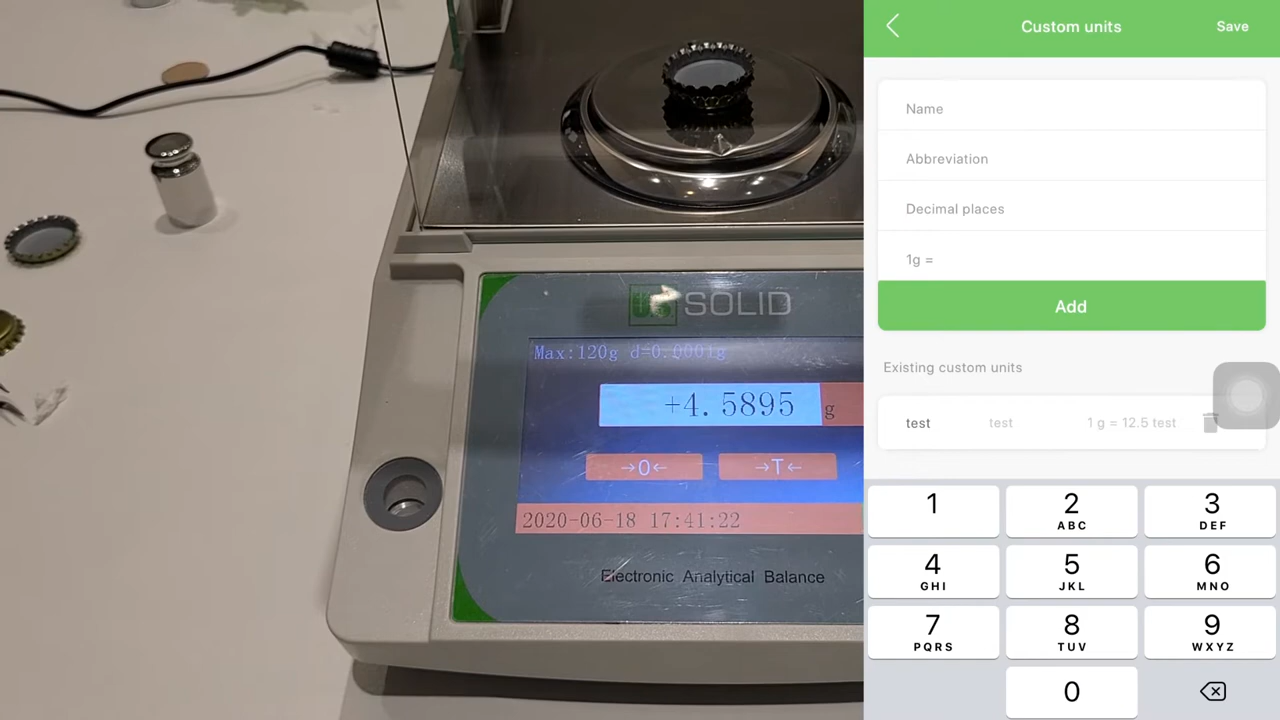 US SOLID
Max:120g d=0.0001g
+4.5895 g
→0← →T←
2020-06-18 17:41:22
Electronic Analytical Balance
Custom units
Save
Name
Abbreviation
Decimal places
1g =
Add
Existing custom units
test test 1 g = 12.5 test
1 2 3
ABC DEF
4 5 6
GHI JKL MNO
7 8 9
PQRS TUV WXYZ
0